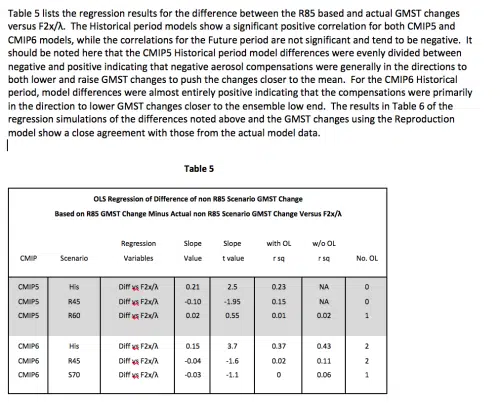 Table 5 lists the regression results for the difference between the R85 based and actual GMST changes
versus F2x/λ. The Historical period models show a significant positive correlation for both CMIP5 and
CMIP6 models, while the correlations for the Future period are not significant and tend to be negative. It
should be noted here that the CMIP5 Historical period model differences were evenly divided between
negative and positive indicating that negative aerosol compensations were generally in the directions to
both lower and raise GMST changes to push the changes closer to the mean. For the CMIP6 Historical
period, model differences were almost entirely positive indicating that the compensations were primarily
in the direction to lower GMST changes closer to the ensemble low end. The results in Table 6 of the
regression simulations of the differences noted above and the GMST changes using the Reproduction
model show a close agreement with those from the actual model data.
Table 5
OLS Regression of Difference of non R85 Scenario GMST Change
Based on R85 GMST Change Minus Actual non R85 Scenario GMST Change Versus F2x/λ
Regression Slope Slope with OL w/o OL
CMIP Scenario Variables Value t value r sq r sq No. OL
CMIP5 His Diff vs F2x/λ 0.21 2.5 0.23 NA 0
CMIP5 R45 Diff vs F2x/λ -0.10 -1.95 0.15 NA 0
CMIP5 R60 Diff vs F2x/λ 0.02 0.55 0.01 0.02 1
CMIP6 His Diff vs F2x/λ 0.15 3.7 0.37 0.43 2
CMIP6 R45 Diff vs F2x/λ -0.04 -1.6 0.02 0.11 2
CMIP6 S70 Diff vs F2x/λ -0.03 -1.1 0 0.06 1